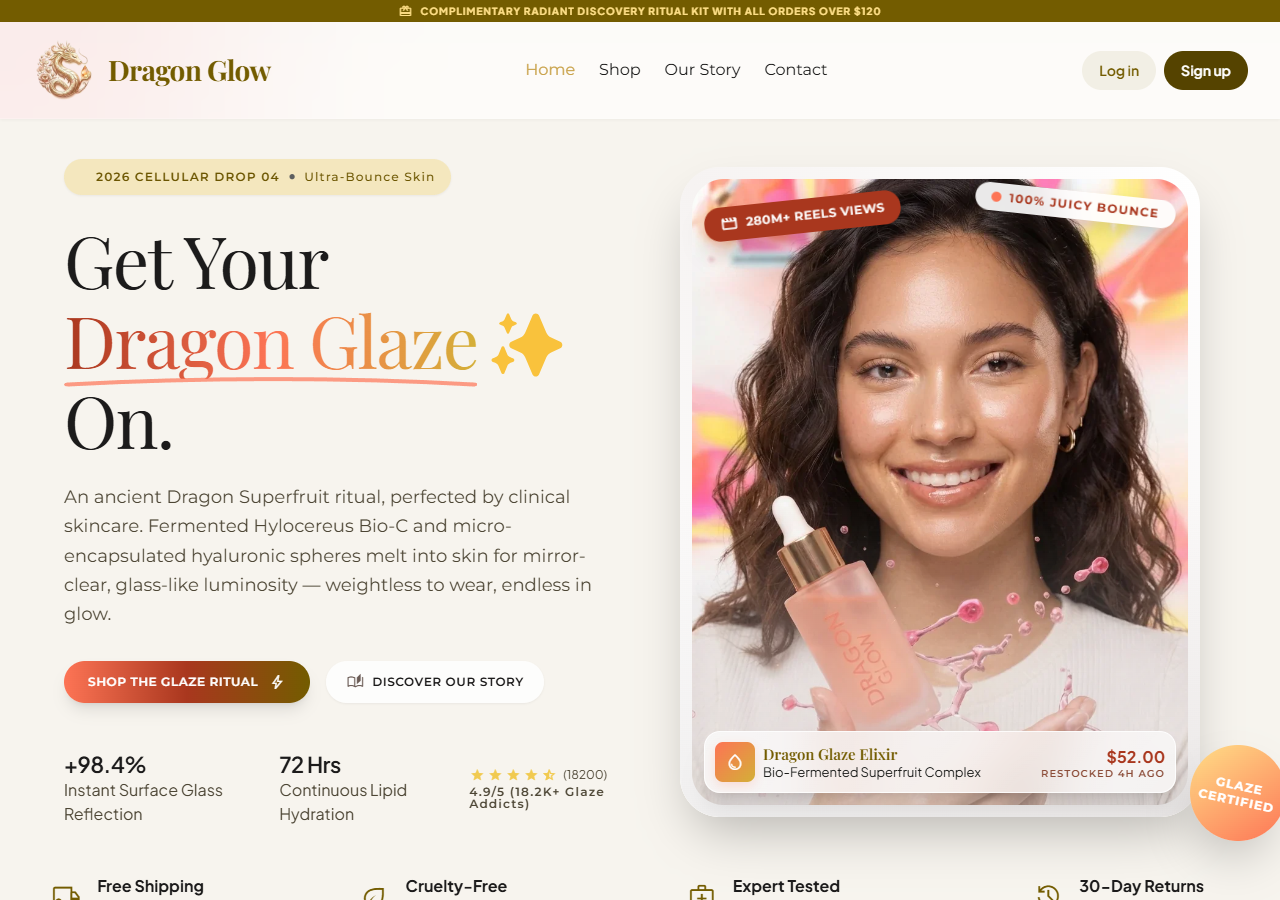 COMPLIMENTARY RADIANT DISCOVERY RITUAL KIT WITH ALL ORDERS OVER $120
Dragon Glow
Home
Shop
Our Story
Contact
Log in
Sign up
2026 CELLULAR DROP 04 • Ultra-Bounce Skin
Get Your
Dragon Glaze ✨
On.
An ancient Dragon Superfruit ritual, perfected by clinical
skincare. Fermented Hylocereus Bio-C and micro-
encapsulated hyaluronic spheres melt into skin for mirror-
clear, glass-like luminosity — weightless to wear, endless in
glow.
SHOP THE GLAZE RITUAL
DISCOVER OUR STORY
+98.4%
Instant Surface Glass
Reflection
72 Hrs
Continuous Lipid
Hydration
(18200)
4.9/5 (18.2K+ Glaze
Addicts)
280M+ REELS VIEWS
100% JUICY BOUNCE
DRAGON
GLOW
Dragon Glaze Elixir
Bio-Fermented Superfruit Complex
$52.00
RESTOCKED 4H AGO
GLAZE
CERTIFIED
Free Shipping
Cruelty-Free
Expert Tested
30-Day Returns